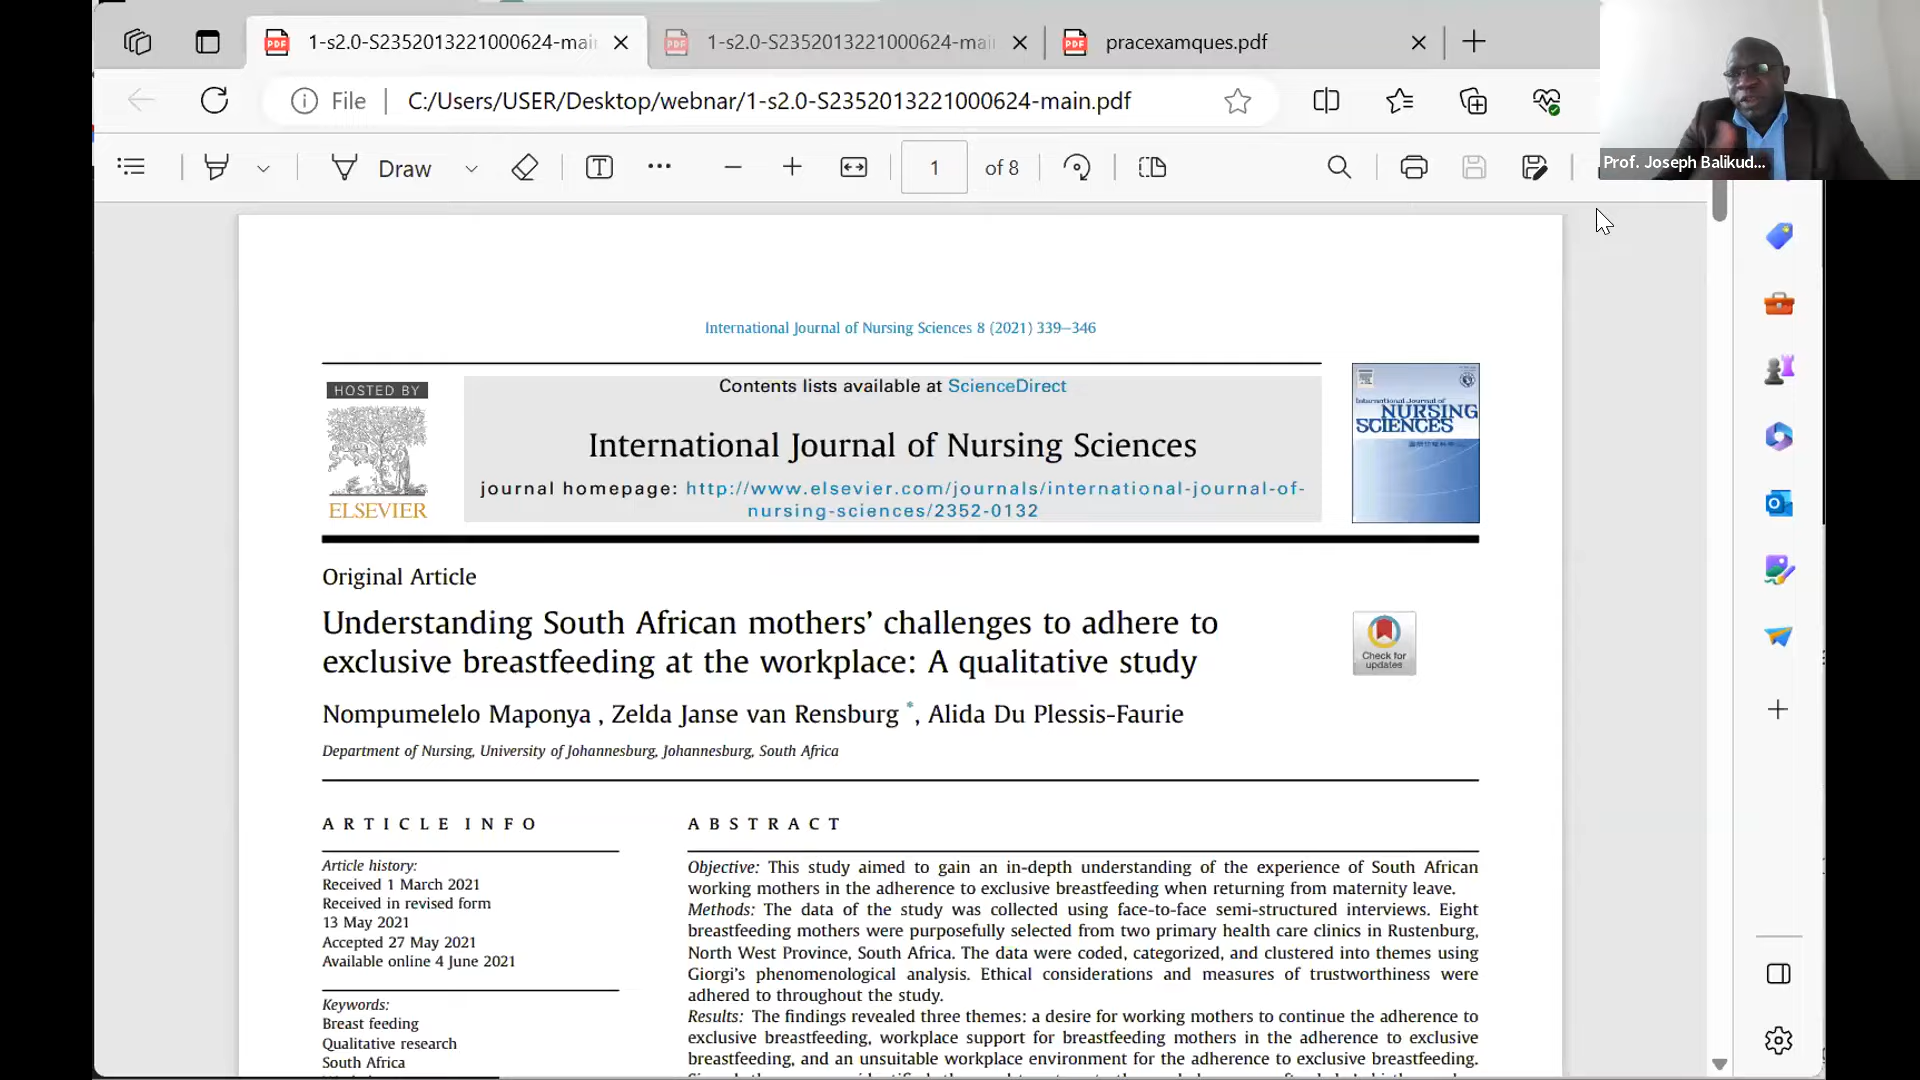 1-s2.0-S2352013221000624-mai
1-s2.0-S2352013221000624-mai
pracexamques.pdf
File
C:/Users/USER/Desktop/webnar/1-s2.0-S2352013221000624-main.pdf
Draw
1
of 8
Prof. Joseph Balikud...
International Journal of Nursing Sciences 8 (2021) 339–346
HOSTED BY
ELSEVIER
Contents lists available at ScienceDirect
International Journal of Nursing Sciences
journal homepage: http://www.elsevier.com/journals/international-journal-of-
nursing-sciences/2352-0132
International Journal of
NURSING
SCIENCES
Original Article
Understanding South African mothers’ challenges to adhere to
exclusive breastfeeding at the workplace: A qualitative study
Check for
updates
Nompumelelo Maponya , Zelda Janse van Rensburg *, Alida Du Plessis-Faurie
Department of Nursing, University of Johannesburg, Johannesburg, South Africa
ARTICLE INFO
Article history:
Received 1 March 2021
Received in revised form
13 May 2021
Accepted 27 May 2021
Available online 4 June 2021
Keywords:
Breast feeding
Qualitative research
South Africa
ABSTRACT
Objective: This study aimed to gain an in-depth understanding of the experience of South African
working mothers in the adherence to exclusive breastfeeding when returning from maternity leave.
Methods: The data of the study was collected using face-to-face semi-structured interviews. Eight
breastfeeding mothers were purposefully selected from two primary health care clinics in Rustenburg,
North West Province, South Africa. The data were coded, categorized, and clustered into themes using
Giorgi’s phenomenological analysis. Ethical considerations and measures of trustworthiness were
adhered to throughout the study.
Results: The findings revealed three themes: a desire for working mothers to continue the adherence to
exclusive breastfeeding, workplace support for breastfeeding mothers in the adherence to exclusive
breastfeeding, and an unsuitable workplace environment for the adherence to exclusive breastfeeding.